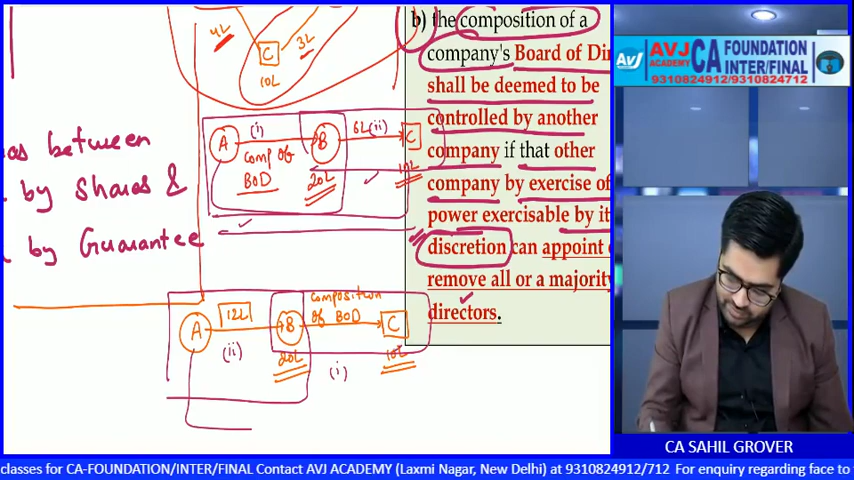 4L
3L
C
10L
as between
by Shares &
by Guarantee
A
(i)
B
6L(ii)
C
Comp of
BOD
20L
10L
A
12L
B
Composition
of BOD
C
(ii)
20L
(i)
10L
b) the composition of a
company's Board of Dir
shall be deemed to be
controlled by another
company if that other
company by exercise of
power exercisable by it
discretion can appoint
remove all or a majority
directors.
AVJ
AVJ
ACADEMY
CA
FOUNDATION
INTER/FINAL
9310824912/9310824712
CA SAHIL GROVER
classes for CA-FOUNDATION/INTER/FINAL Contact AVJ ACADEMY (Laxmi Nagar, New Delhi) at 9310824912/712 For enquiry regarding face to